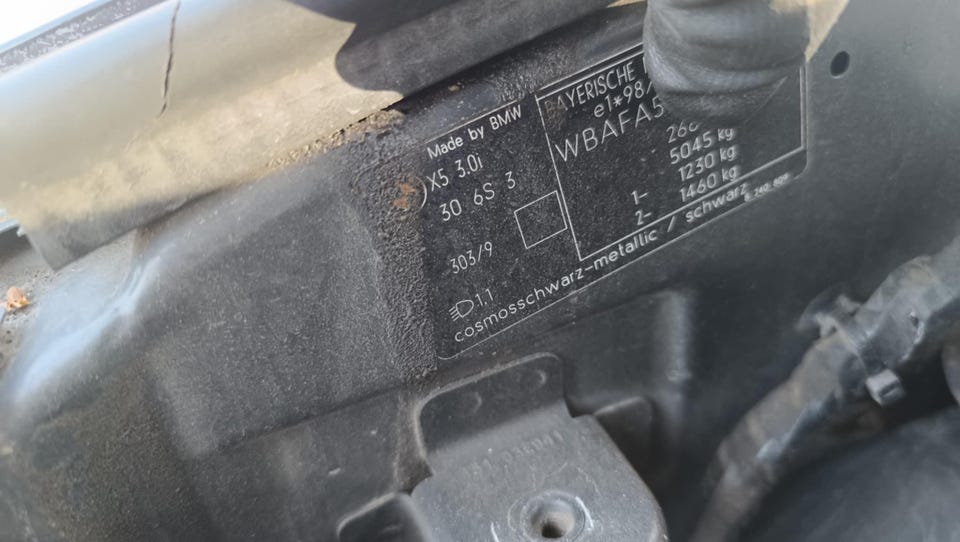 Made by BMW
X5 3.0i
30 6S 3
303/9
1.1
cosmosschwarz-metallic / schwarz
BAYERISCHE
e1*98/
WBAFA5
5045 kg
1- 1230 kg
2- 1460 kg